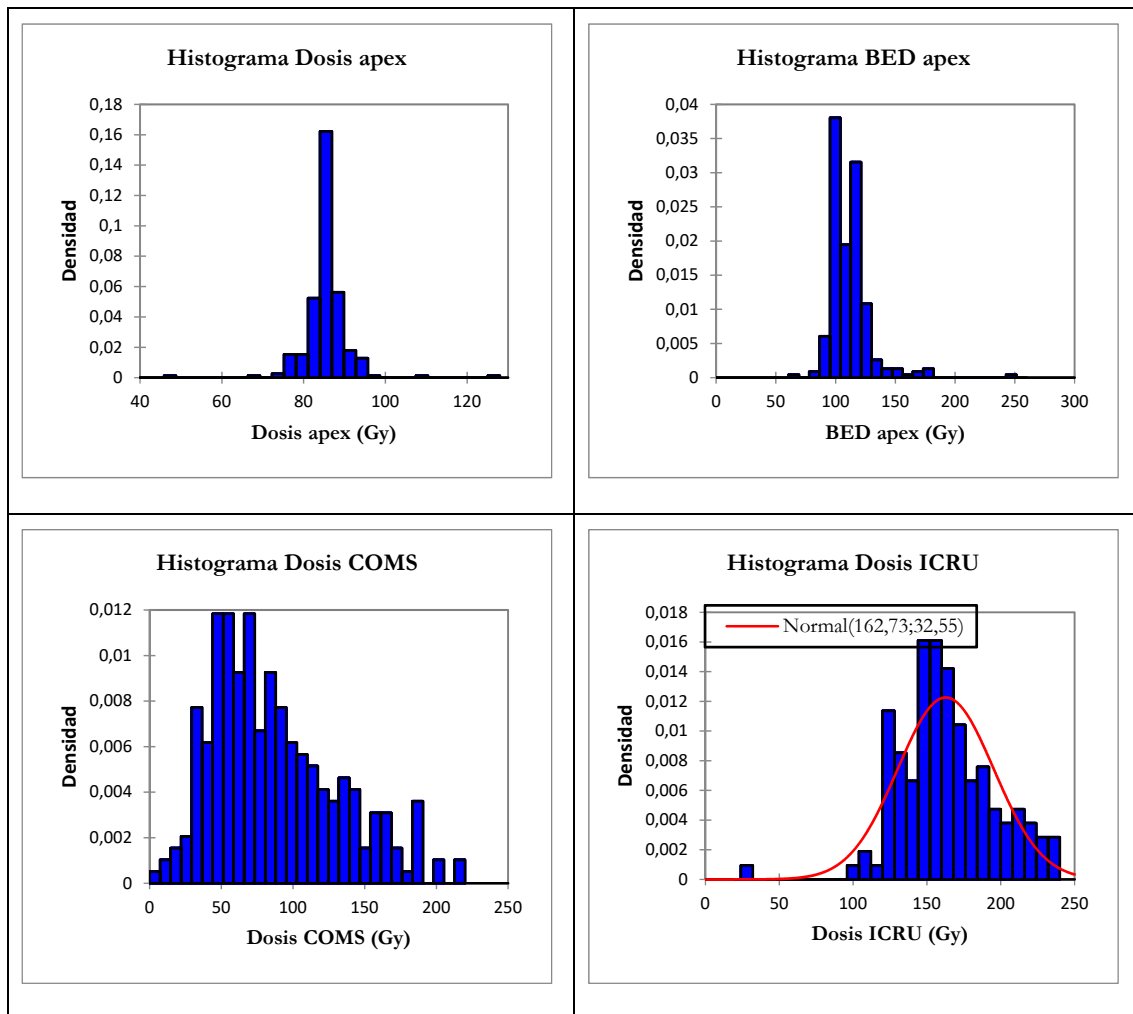 Histograma Dosis apex
0,18
0,16
0,14
0,12
0,1
0,08
0,06
0,04
0,02
0
Densidad
40 60 80 100 120
Dosis apex (Gy)
Histograma BED apex
0,04
0,035
0,03
0,025
0,02
0,015
0,01
0,005
0
Densidad
0 50 100 150 200 250 300
BED apex (Gy)
Histograma Dosis COMS
0,012
0,01
0,008
0,006
0,004
0,002
0
Densidad
0 50 100 150 200 250
Dosis COMS (Gy)
Histograma Dosis ICRU
0,018
0,016
0,014
0,012
0,01
0,008
0,006
0,004
0,002
0
Normal(162,73;32,55)
Densidad
0 50 100 150 200 250
Dosis ICRU (Gy)